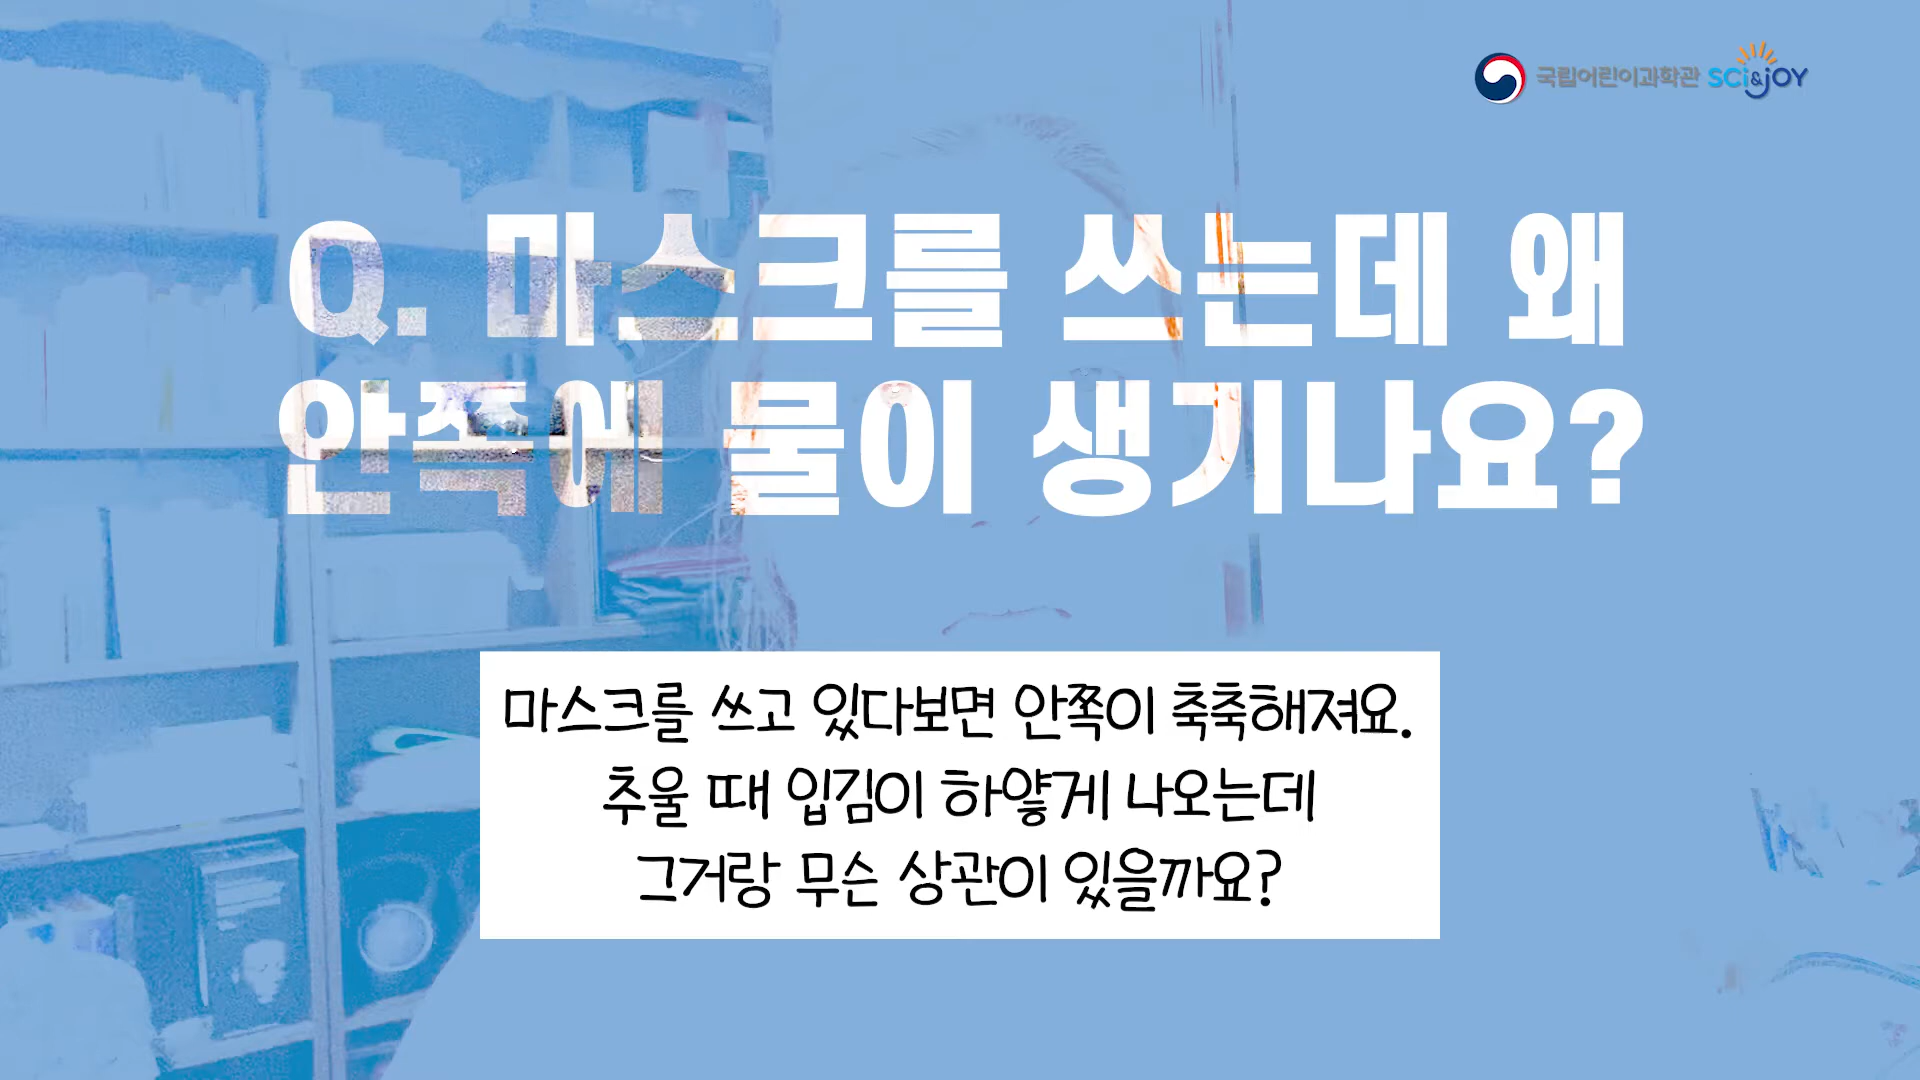 국립어린이과학관 SCi&jOY
Q. 마스크를 쓰는데 왜
안쪽에 물이 생기나요?
마스크를 쓰고 있다보면 안쪽이 축축해져요.
추울 때 입김이 하얗게 나오는데
그거랑 무슨 상관이 있을까요?